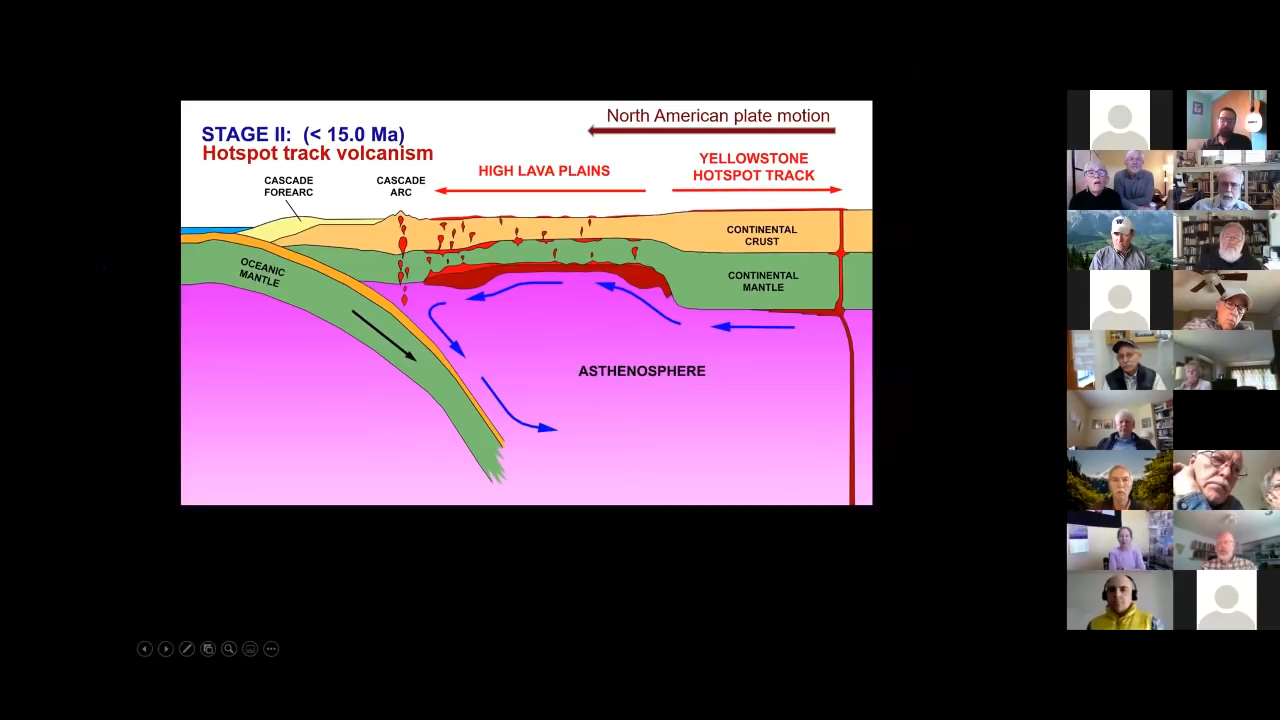 STAGE II: (< 15.0 Ma)
Hotspot track volcanism
North American plate motion
CASCADE
FOREARC
CASCADE
ARC
HIGH LAVA PLAINS
YELLOWSTONE
HOTSPOT TRACK
CONTINENTAL
CRUST
OCEANIC
MANTLE
CONTINENTAL
MANTLE
ASTHENOSPHERE
W